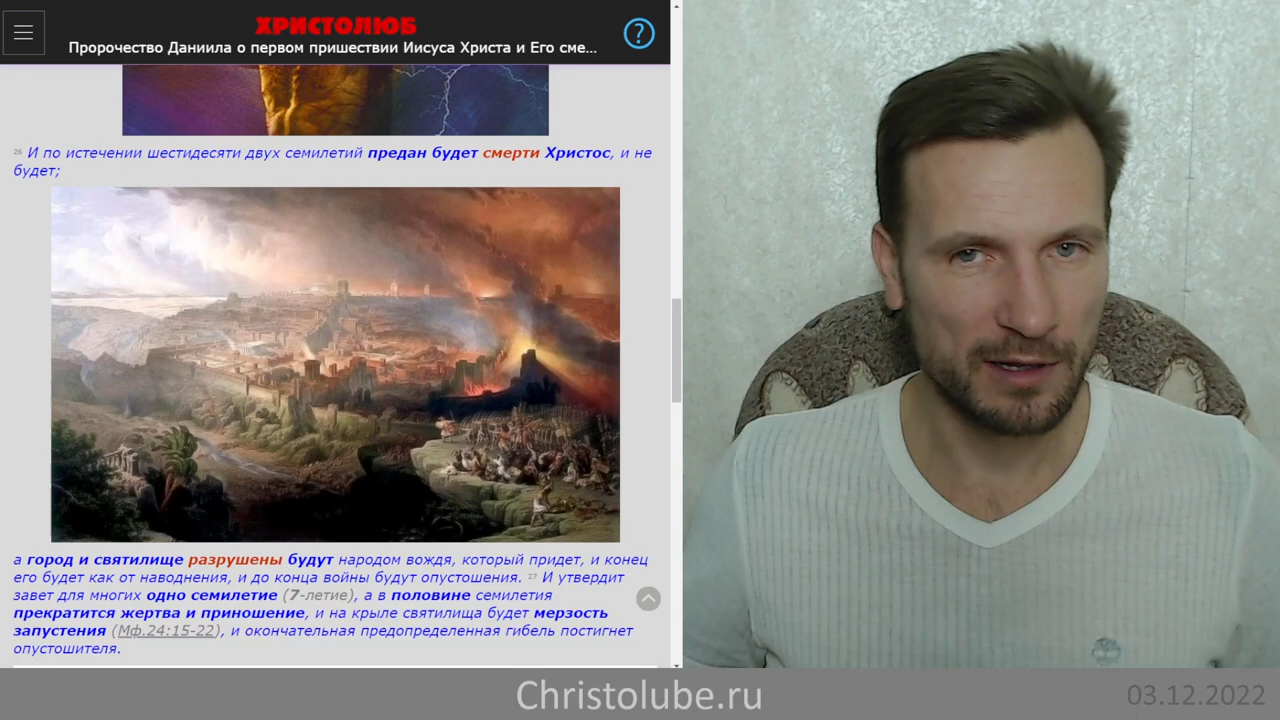 ХРИСТОЛЮБ
Пророчество Даниила о первом пришествии Иисуса Христа и Его сме...
?
26 И по истечении шестидесяти двух семилетий предан будет смерти Христос, и не
будет;
а город и святилище разрушены будут народом вождя, который придет, и конец
его будет как от наводнения, и до конца войны будут опустошения. 27 И утвердит
завет для многих одно семилетие (7-летие), а в половине семилетия
прекратится жертва и приношение, и на крыле святилища будет мерзость
запустения (Мф.24:15-22), и окончательная предопределенная гибель постигнет
опустошителя.
Christolube.ru
03.12.2022